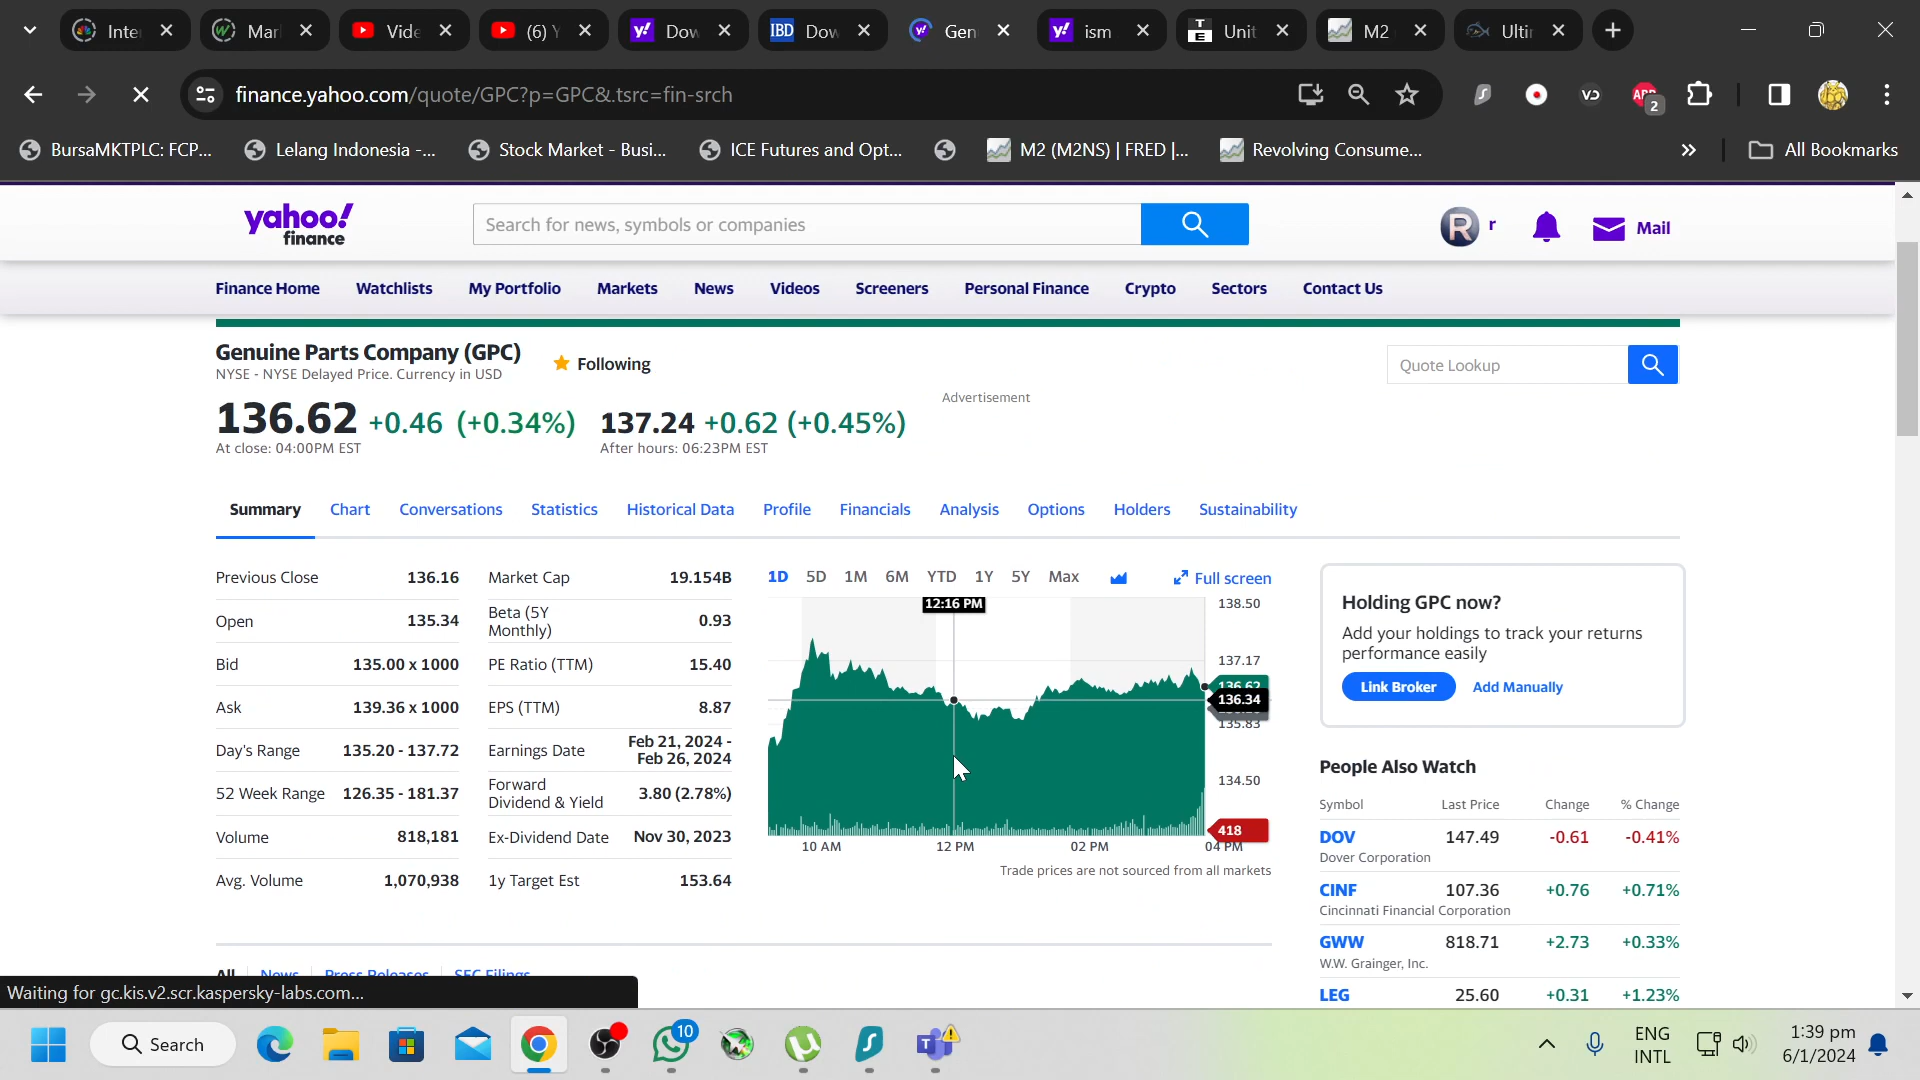 Inte
Mar
Vide
(6) Y
Dow
IBD Dow
Gen
ism
TE Unit
M2
Ultir
finance.yahoo.com/quote/GPC?p=GPC&.tsrc=fin-srch
VD
ABP 2
BursaMKTPLC: FCP...
Lelang Indonesia -...
Stock Market - Busi...
ICE Futures and Opt...
M2 (M2NS) | FRED |...
Revolving Consume...
»
All Bookmarks
yahoo!
finance
Search for news, symbols or companies
R r
Mail
Finance Home Watchlists My Portfolio Markets News Videos Screeners Personal Finance Crypto Sectors Contact Us
Genuine Parts Company (GPC)
Following
NYSE - NYSE Delayed Price. Currency in USD
Quote Lookup
136.62 +0.46 (+0.34%) 137.24 +0.62 (+0.45%)
At close: 04:00PM EST After hours: 06:23PM EST
Advertisement
Summary Chart Conversations Statistics Historical Data Profile Financials Analysis Options Holders Sustainability
Previous Close 136.16
Open 135.34
Bid 135.00 x 1000
Ask 139.36 x 1000
Day's Range 135.20 - 137.72
52 Week Range 126.35 - 181.37
Volume 818,181
Avg. Volume 1,070,938
Market Cap 19.154B
Beta (5Y
Monthly) 0.93
PE Ratio (TTM) 15.40
EPS (TTM) 8.87
Earnings Date Feb 21, 2024 -
Feb 26, 2024
Forward
Dividend & Yield 3.80 (2.78%)
Ex-Dividend Date Nov 30, 2023
1y Target Est 153.64
1D 5D 1M 6M YTD 1Y 5Y Max
Full screen
12:16 PM
138.50
137.17
136.62
136.34
135.83
134.50
418
10 AM 12 PM 02 PM 04 PM
Trade prices are not sourced from all markets
Holding GPC now?
Add your holdings to track your returns
performance easily
Link Broker Add Manually
People Also Watch
Symbol Last Price Change % Change
DOV 147.49 -0.61 -0.41%
Dover Corporation
CINF 107.36 +0.76 +0.71%
Cincinnati Financial Corporation
GWW 818.71 +2.73 +0.33%
W.W. Grainger, Inc.
LEG 25.60 +0.31 +1.23%
All News Press Releases SEC Filings
Waiting for gc.kis.v2.scr.kaspersky-labs.com...
Search
10
T
ENG
INTL
1:39 pm
6/1/2024